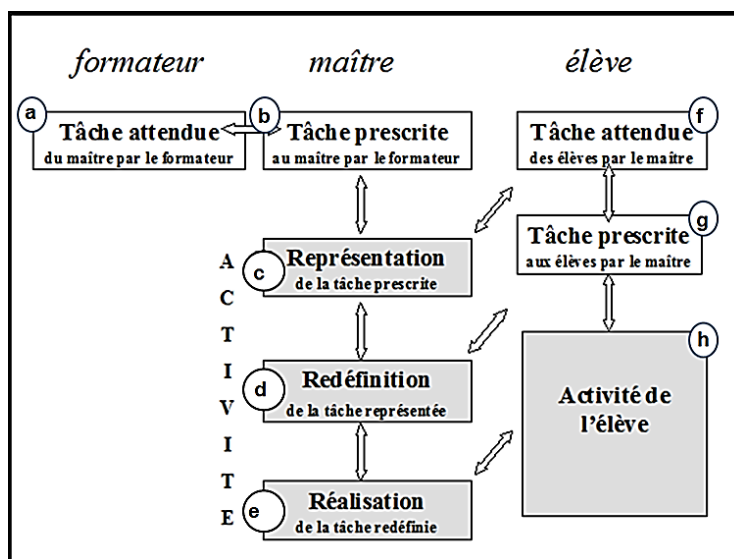 formateur maître élève
a b f
Tâche attendue Tâche prescrite Tâche attendue
du maître par le formateur au maître par le formateur des élèves par le maître
g
Tâche prescrite
aux élèves par le maître
c
Représentation
de la tâche prescrite
h
d
Redéfinition
de la tâche représentée
Activité de
l'élève
e
Réalisation
de la tâche redéfinie
A
C
T
I
V
I
T
E